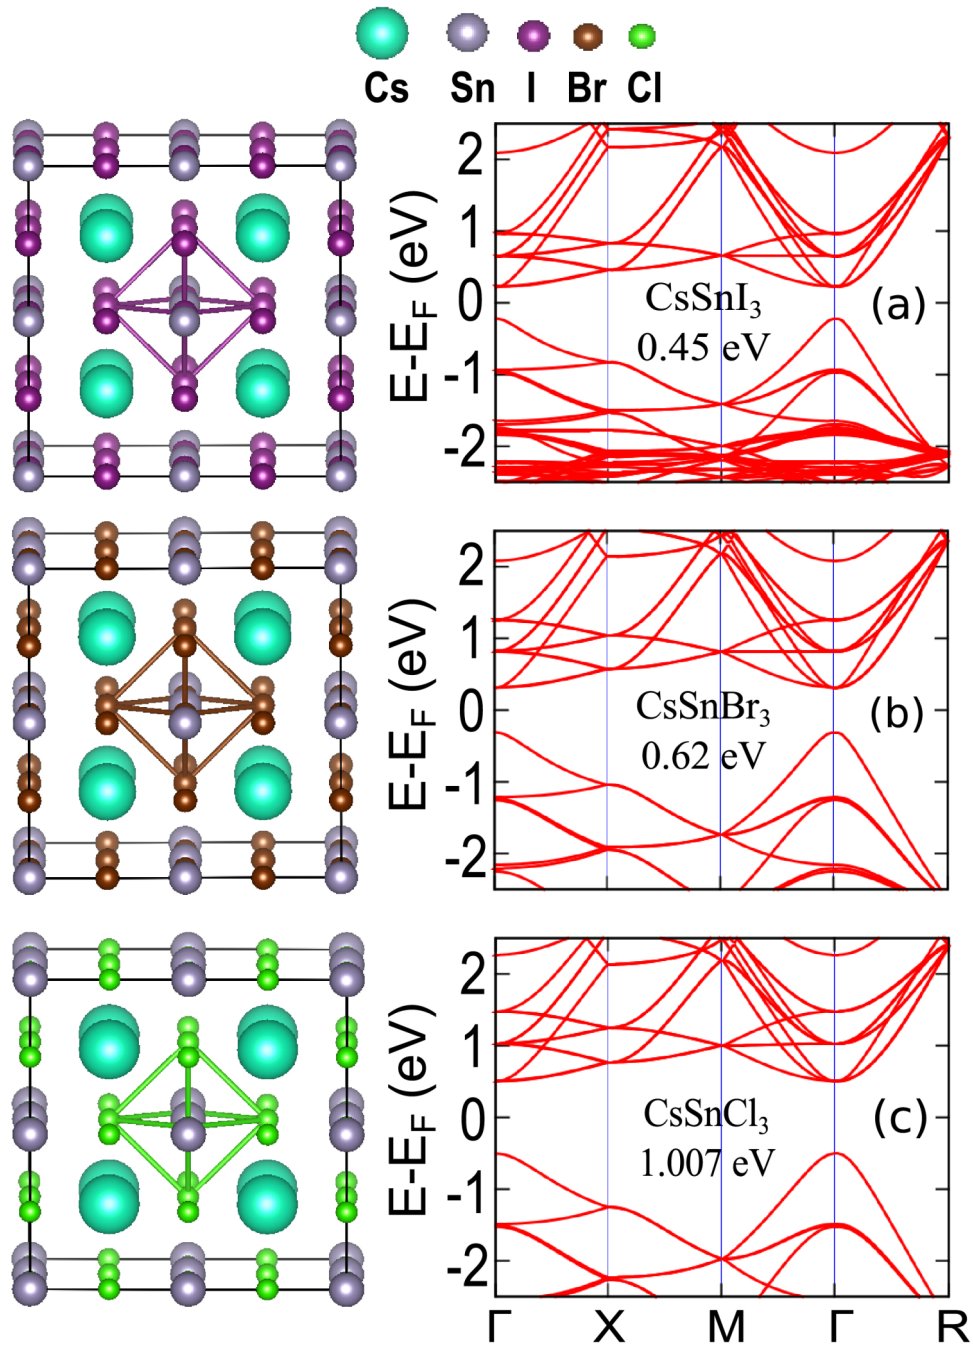 Cs Sn I Br Cl
E-E_F (eV)
2
1
0
-1
-2
CsSnI₃
0.45 eV
(a)
E-E_F (eV)
2
1
0
-1
-2
CsSnBr₃
0.62 eV
(b)
E-E_F (eV)
2
1
0
-1
-2
CsSnCl₃
1.007 eV
(c)
Γ X M Γ R